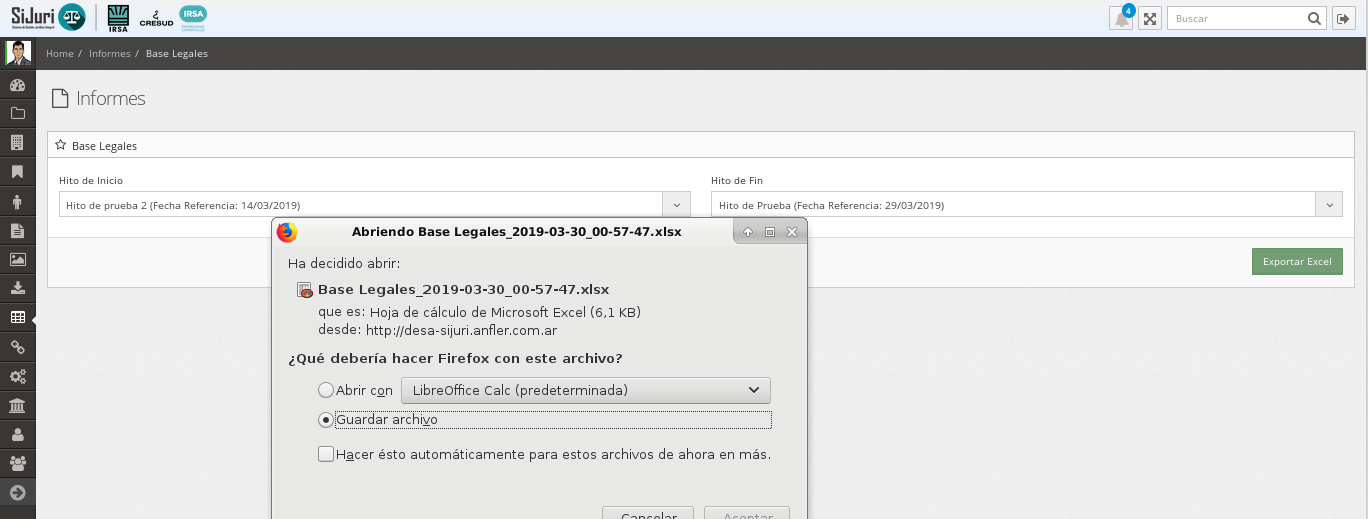 SiJuri
IRSA
CRESUD
IRSA
4
Buscar
Home / Informes / Base Legales
Informes
Base Legales
Hito de Inicio
Hito de Fin
Hito de prueba 2 (Fecha Referencia: 14/03/2019)
Hito de Prueba (Fecha Referencia: 29/03/2019)
Exportar Excel
Abriendo Base Legales_2019-03-30_00-57-47.xlsx
Ha decidido abrir:
Base Legales_2019-03-30_00-57-47.xlsx
que es: Hoja de cálculo de Microsoft Excel (6,1 KB)
desde: http://desa-sijuri.anfler.com.ar
¿Qué debería hacer Firefox con este archivo?
Abrir con LibreOffice Calc (predeterminada)
Guardar archivo
Hacer ésto automáticamente para estos archivos de ahora en más.
Cancelar Aceptar